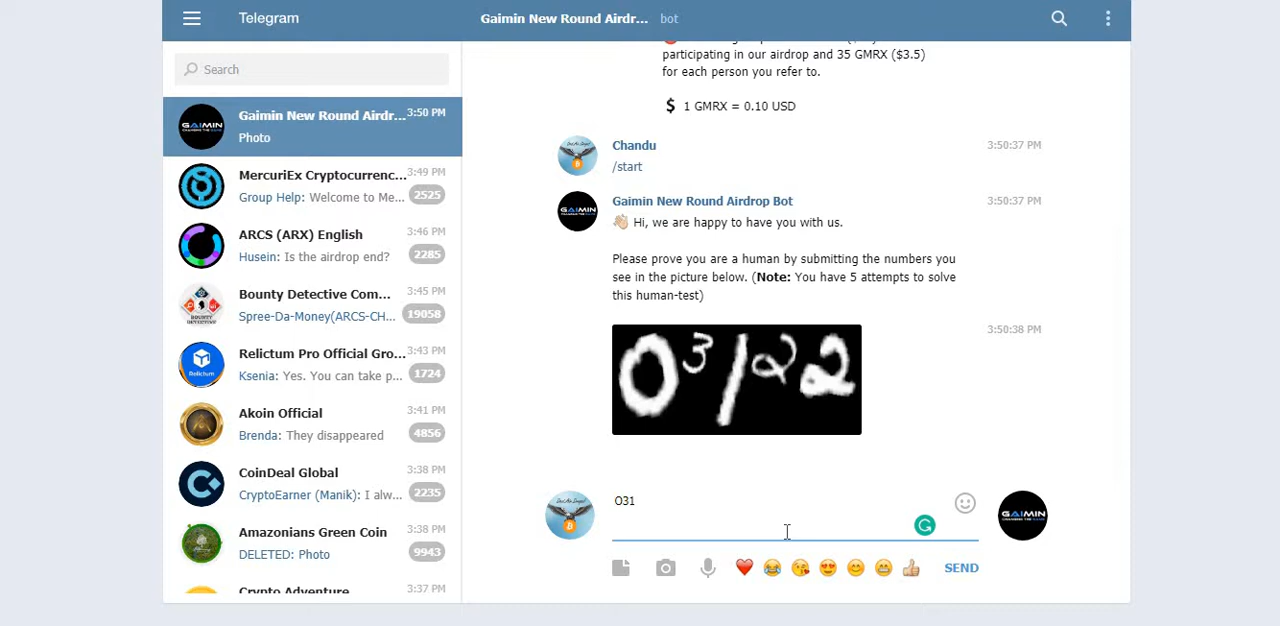 Telegram
Gaimin New Round Airdr... bot
Search
Gaimin New Round Airdr... 3:50 PM
Photo
MercuriEx Cryptocurrenc... 3:49 PM
Group Help: Welcome to Me... 2525
ARCS (ARX) English 3:46 PM
Husein: Is the airdrop end? 2285
Bounty Detective Com... 3:45 PM
Spree-Da-Money(ARCS-CH... 19058
Relictum Pro Official Gro... 3:43 PM
Ksenia: Yes. You can take p... 1724
Akoin Official 3:41 PM
Brenda: They disappeared 4856
CoinDeal Global 3:38 PM
CryptoEarner (Manik): I alw... 2235
Amazonians Green Coin 3:38 PM
DELETED: Photo 9943
Crypto Adventure 3:37 PM
participating in our airdrop and 35 GMRX ($3.5)
for each person you refer to.
$ 1 GMRX = 0.10 USD
Chandu 3:50:37 PM
/start
Gaimin New Round Airdrop Bot 3:50:37 PM
Hi, we are happy to have you with us.
Please prove you are a human by submitting the numbers you
see in the picture below. (Note: You have 5 attempts to solve
this human-test)
3:50:38 PM
03122
O31
SEND